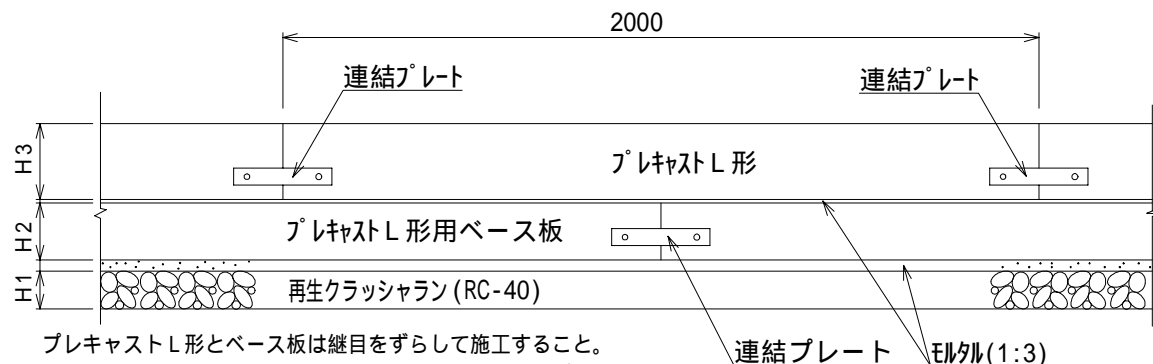 2000
連結プレート
連結プレート
H3
プレキャストL形
H2
プレキャストL形用ベース板
H1
再生クラッシャラン(RC-40)
プレキャストL形とベース板は継目をずらして施工すること。
連結プレート
モルタル(1:3)